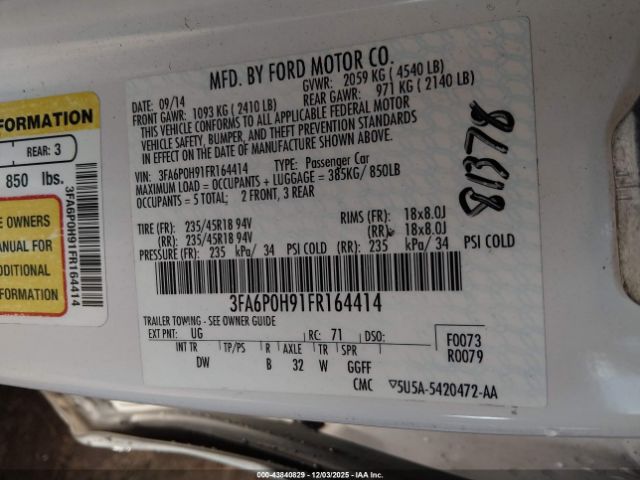 MFD. BY FORD MOTOR CO.
DATE: 09/14 GVWR: 2059 KG (4540 LB)
FRONT GAWR: 1093 KG (2410 LB) REAR GAWR: 971 KG (2140 LB)
THIS VEHICLE CONFORMS TO ALL APPLICABLE FEDERAL MOTOR
VEHICLE SAFETY, BUMPER, AND THEFT PREVENTION STANDARDS
IN EFFECT ON THE DATE OF MANUFACTURE SHOWN ABOVE.
VIN: 3FA6P0H91FR164414 TYPE: Passenger Car
MAXIMUM LOAD = OCCUPANTS + LUGGAGE = 385KG/ 850LB
OCCUPANTS = 5 TOTAL; 2 FRONT, 3 REAR
TIRE (FR): 235/45R18 94V RIMS (FR): 18x8.0J
(RR): 235/45R18 94V (RR): 18x8.0J
PRESSURE (FR): 235 kPa/ 34 PSI COLD (RR): 235 kPa/ 34 PSI COLD
3FA6P0H91FR164414
TRAILER TOWING - SEE OWNER GUIDE
EXT PNT: UG RC: 71 DSO: F0073
R0079
INT TR TP/PS R AXLE TR SPR
DW B 32 W GGFF
CMC 5U5A-5420472-AA
81378
FORMATION
REAR: 3
850 lbs.
E OWNERS
ANUAL FOR
DDITIONAL
FORMATION
3FA6P0H91FR164414
000-43840829 - 12/03/2025 - IAAI.COM